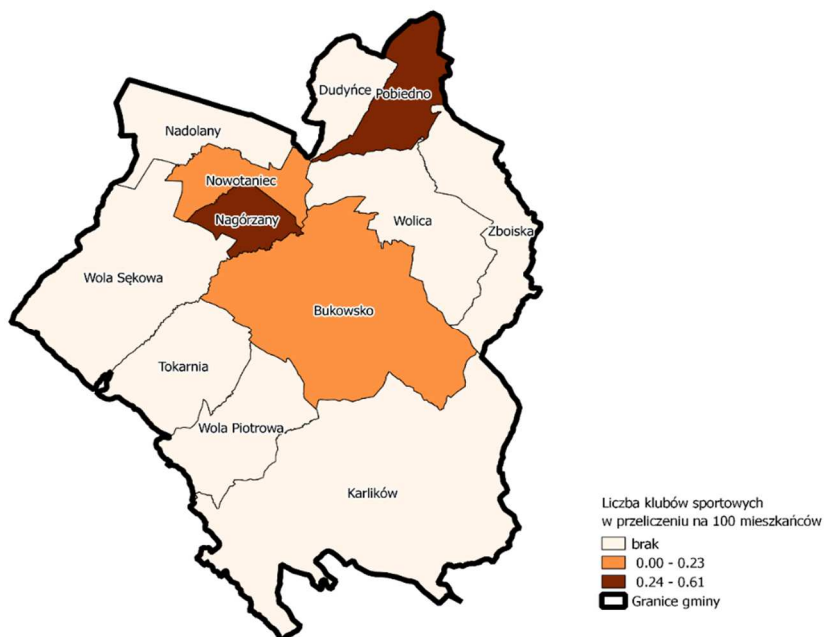 Dudyńce
Pobiedno
Nadolany
Nowotaniec
Nagórzany
Wolica
Zboiska
Wola Sękowa
Bukowsko
Tokarnia
Wola Piotrowa
Karlików
Liczba klubów sportowych
w przeliczeniu na 100 mieszkańców
brak
0.00 - 0.23
0.24 - 0.61
Granice gminy